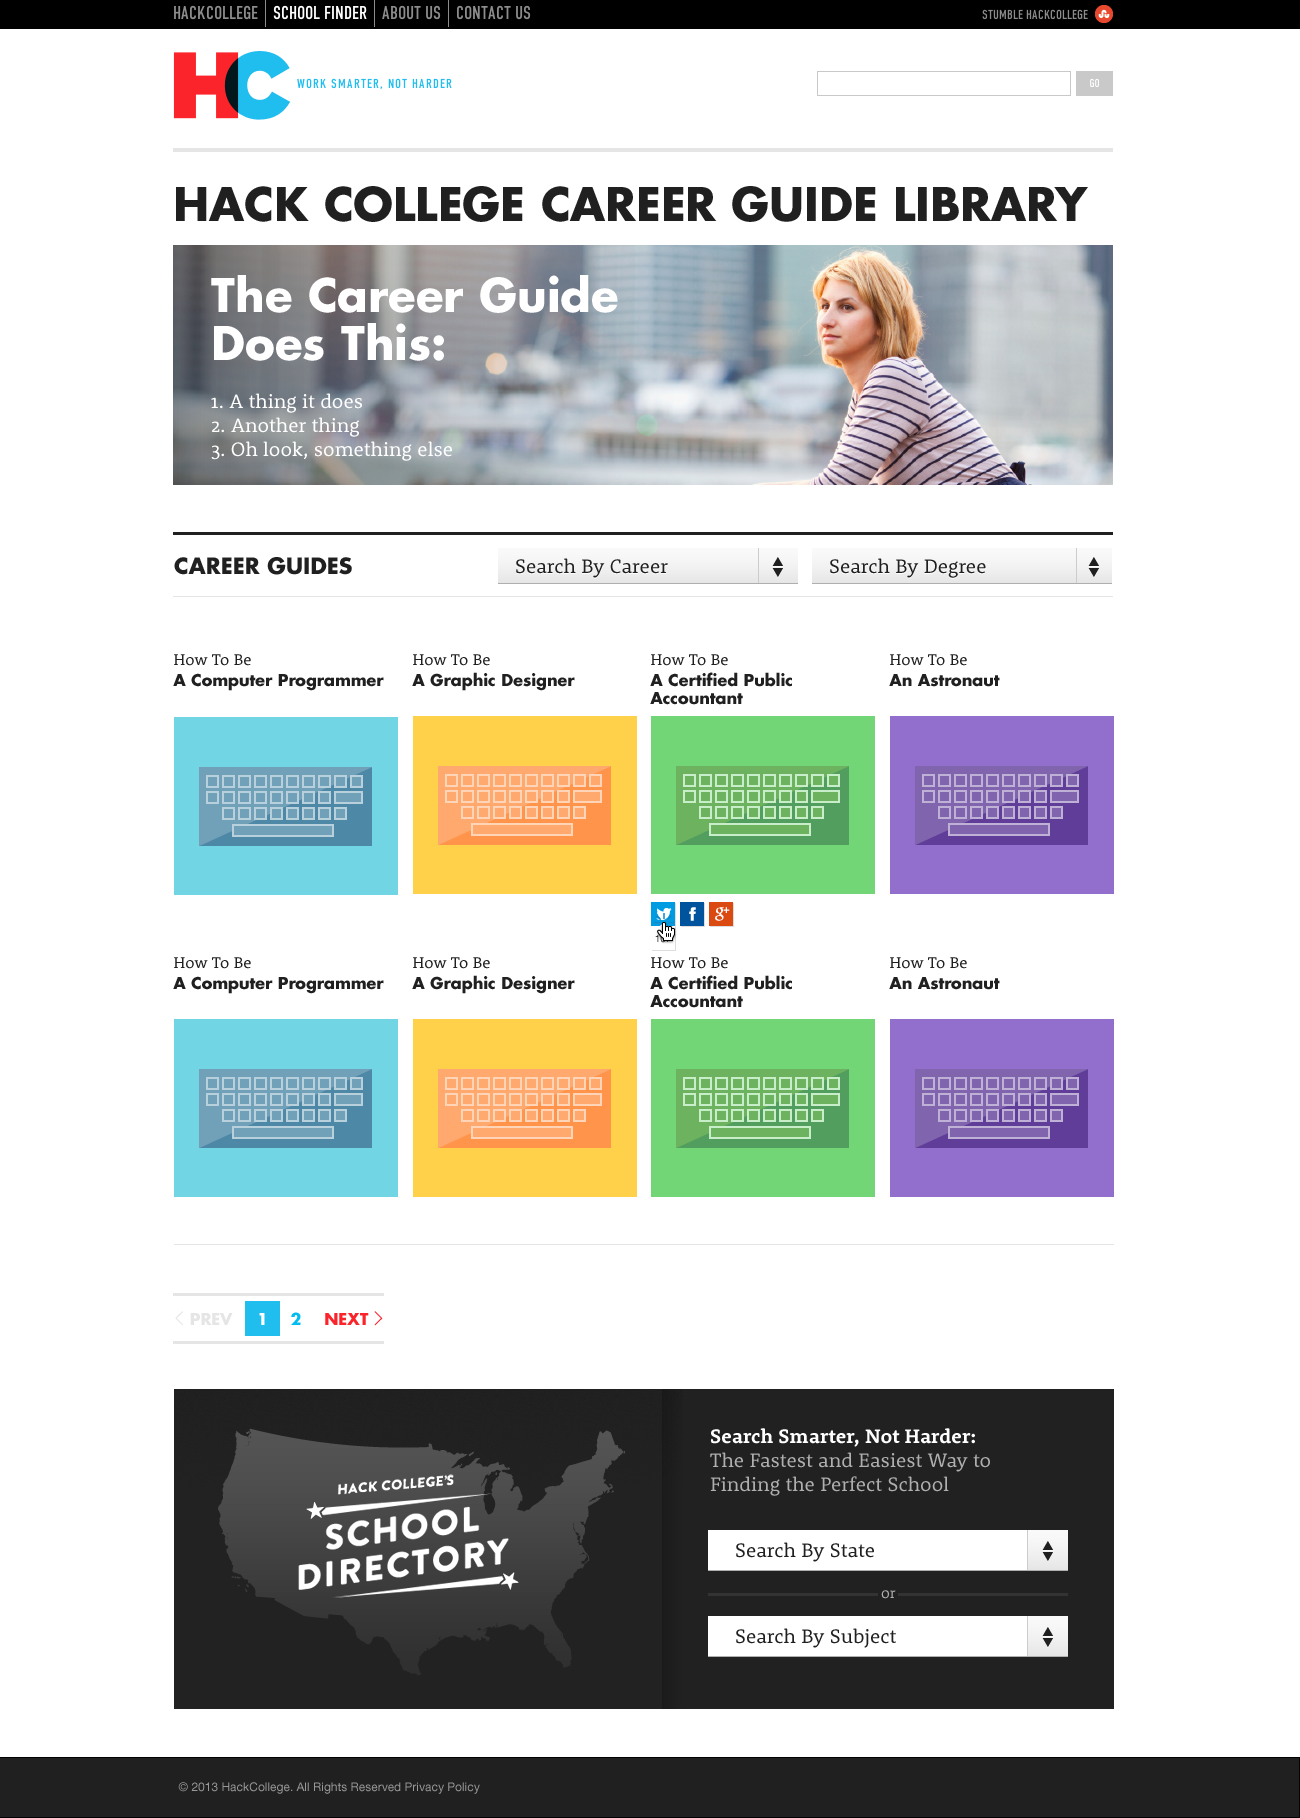 HACKCOLLEGE
SCHOOL FINDER
ABOUT US
CONTACT US
STUMBLE HACKCOLLEGE
HC
WORK SMARTER, NOT HARDER
GO
HACK COLLEGE CAREER GUIDE LIBRARY
The Career Guide
Does This:
1. A thing it does
2. Another thing
3. Oh look, something else
CAREER GUIDES
Search By Career
Search By Degree
How To Be
A Computer Programmer
How To Be
A Graphic Designer
How To Be
A Certified Public
Accountant
How To Be
An Astronaut
How To Be
A Computer Programmer
How To Be
A Graphic Designer
How To Be
A Certified Public
Accountant
How To Be
An Astronaut
PREV
1
2
NEXT
HACK COLLEGE'S
SCHOOL
DIRECTORY
Search Smarter, Not Harder:
The Fastest and Easiest Way to
Finding the Perfect School
Search By State
or
Search By Subject
© 2013 HackCollege. All Rights Reserved Privacy Policy